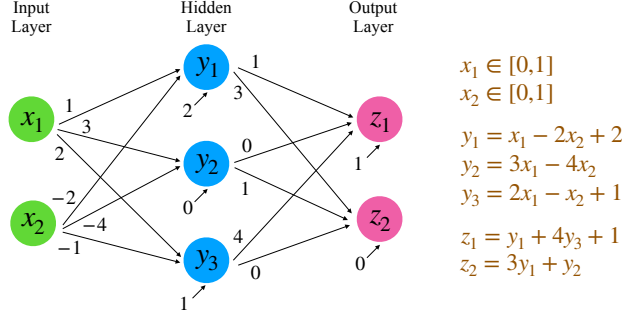 Input
Layer
Hidden
Layer
Output
Layer
x₁
x₂
y₁
y₂
y₃
z₁
z₂
1
3
2
−2
−4
−1
2
0
1
1
3
0
1
4
0
1
0
x₁ ∈ [0,1]
x₂ ∈ [0,1]
y₁ = x₁ − 2x₂ + 2
y₂ = 3x₁ − 4x₂
y₃ = 2x₁ − x₂ + 1
z₁ = y₁ + 4y₃ + 1
z₂ = 3y₁ + y₂